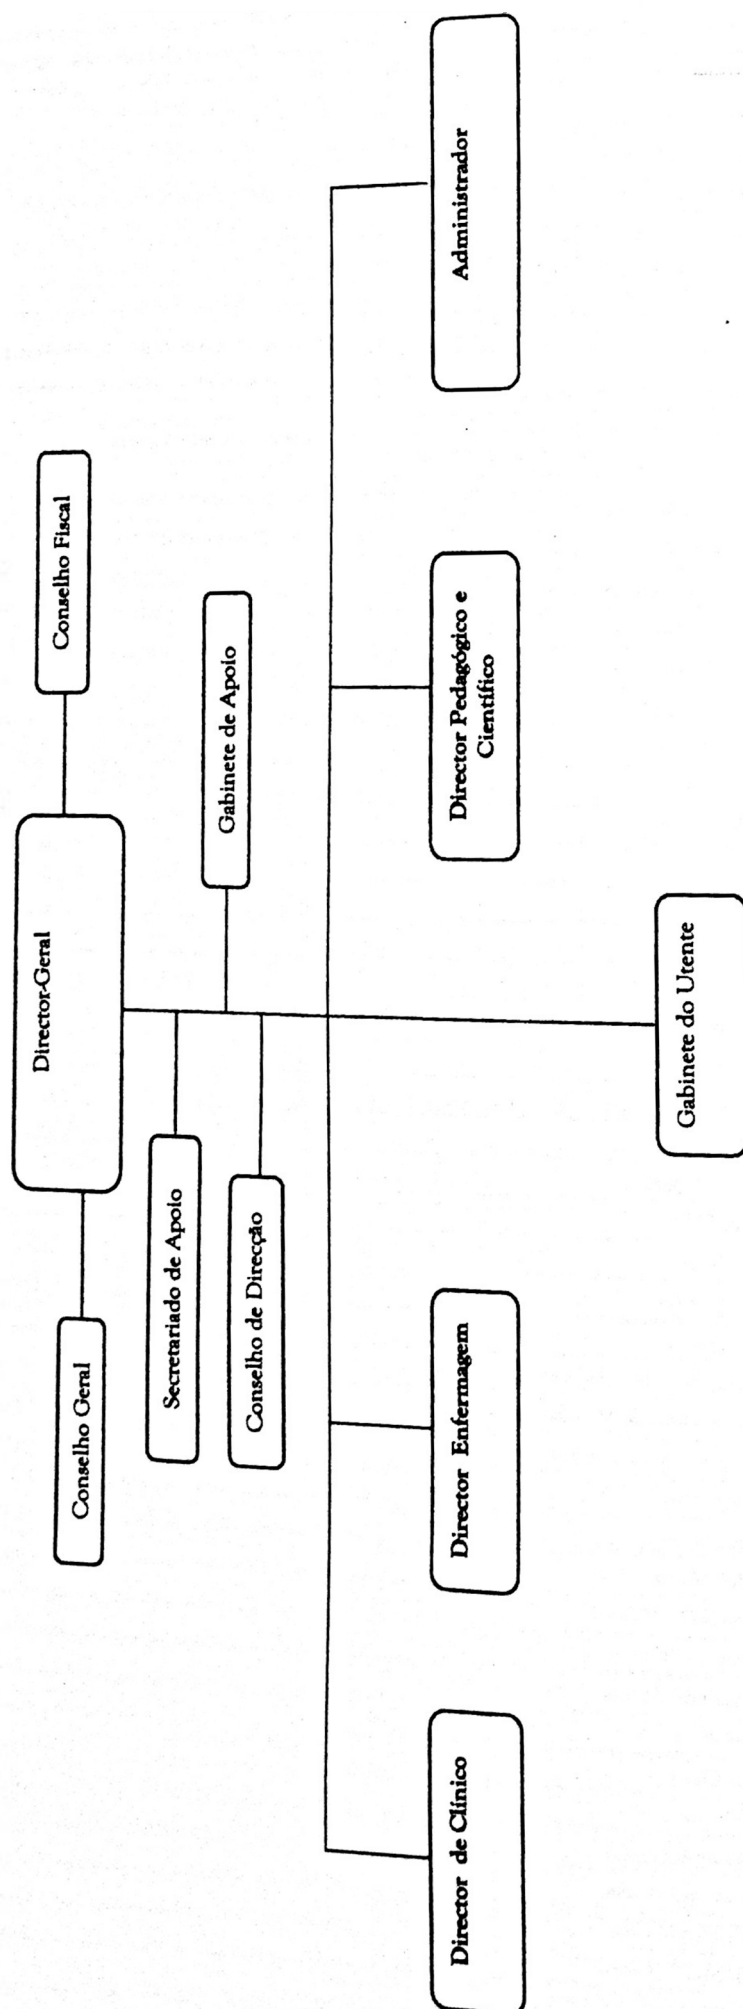 Director-Geral
Conselho Geral
Conselho Fiscal
Secretariado de Apoio
Gabinete de Apoio
Conselho de Direcção
Director de Clínico
Director Enfermagem
Director Pedagógico e
Científico
Administrador
Gabinete do Utente